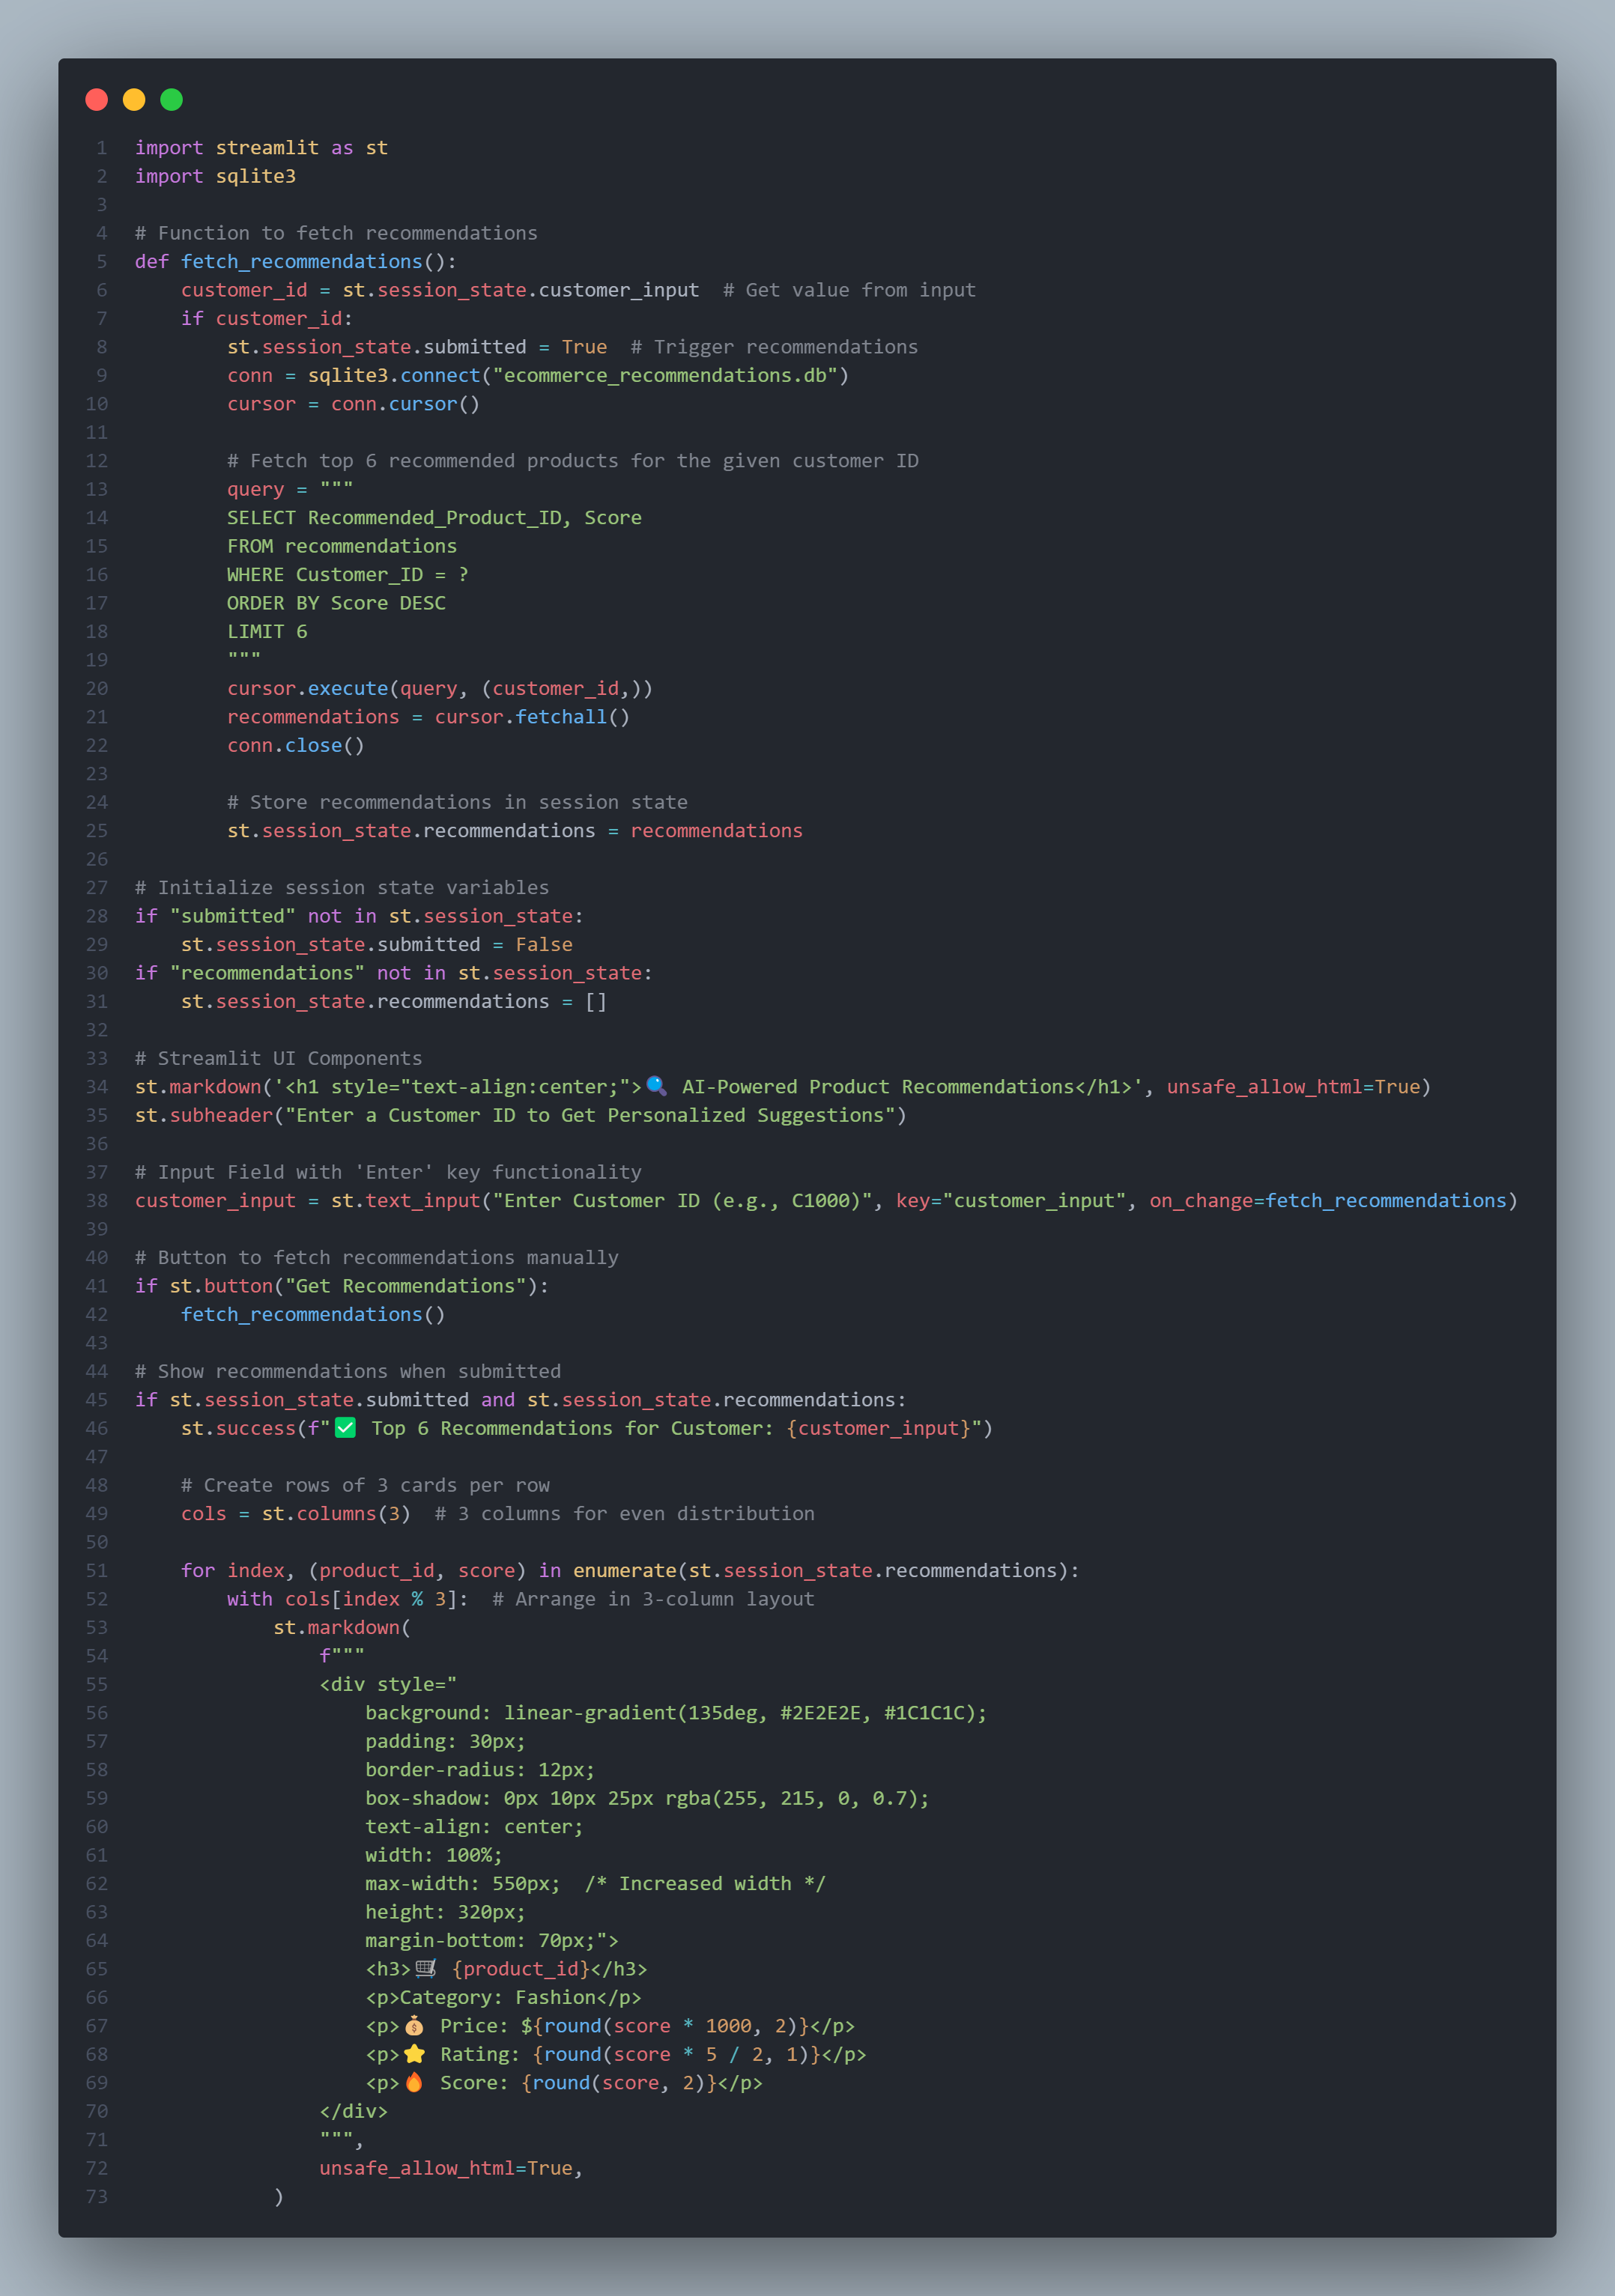 1 import streamlit as st
2 import sqlite3
3
4 # Function to fetch recommendations
5 def fetch_recommendations():
6     customer_id = st.session_state.customer_input  # Get value from input
7     if customer_id:
8         st.session_state.submitted = True  # Trigger recommendations
9         conn = sqlite3.connect("ecommerce_recommendations.db")
10         cursor = conn.cursor()
11
12         # Fetch top 6 recommended products for the given customer ID
13         query = """
14         SELECT Recommended_Product_ID, Score
15         FROM recommendations
16         WHERE Customer_ID = ?
17         ORDER BY Score DESC
18         LIMIT 6
19         """
20         cursor.execute(query, (customer_id,))
21         recommendations = cursor.fetchall()
22         conn.close()
23
24         # Store recommendations in session state
25         st.session_state.recommendations = recommendations
26
27 # Initialize session state variables
28 if "submitted" not in st.session_state:
29     st.session_state.submitted = False
30 if "recommendations" not in st.session_state:
31     st.session_state.recommendations = []
32
33 # Streamlit UI Components
34 st.markdown('<h1 style="text-align:center;">🔍 AI-Powered Product Recommendations</h1>', unsafe_allow_html=True)
35 st.subheader("Enter a Customer ID to Get Personalized Suggestions")
36
37 # Input Field with 'Enter' key functionality
38 customer_input = st.text_input("Enter Customer ID (e.g., C1000)", key="customer_input", on_change=fetch_recommendations)
39
40 # Button to fetch recommendations manually
41 if st.button("Get Recommendations"):
42     fetch_recommendations()
43
44 # Show recommendations when submitted
45 if st.session_state.submitted and st.session_state.recommendations:
46     st.success(f"✅ Top 6 Recommendations for Customer: {customer_input}")
47
48     # Create rows of 3 cards per row
49     cols = st.columns(3)  # 3 columns for even distribution
50
51     for index, (product_id, score) in enumerate(st.session_state.recommendations):
52         with cols[index % 3]:  # Arrange in 3-column layout
53             st.markdown(
54                 f"""
55                 <div style="
56                     background: linear-gradient(135deg, #2E2E2E, #1C1C1C);
57                     padding: 30px;
58                     border-radius: 12px;
59                     box-shadow: 0px 10px 25px rgba(255, 215, 0, 0.7);
60                     text-align: center;
61                     width: 100%;
62                     max-width: 550px;  /* Increased width */
63                     height: 320px;
64                     margin-bottom: 70px;">
65                     <h3>🛒 {product_id}</h3>
66                     <p>Category: Fashion</p>
67                     <p>💰 Price: ${round(score * 1000, 2)}</p>
68                     <p>⭐ Rating: {round(score * 5 / 2, 1)}</p>
69                     <p>🔥 Score: {round(score, 2)}</p>
70                 </div>
71                 """,
72                 unsafe_allow_html=True,
73             )